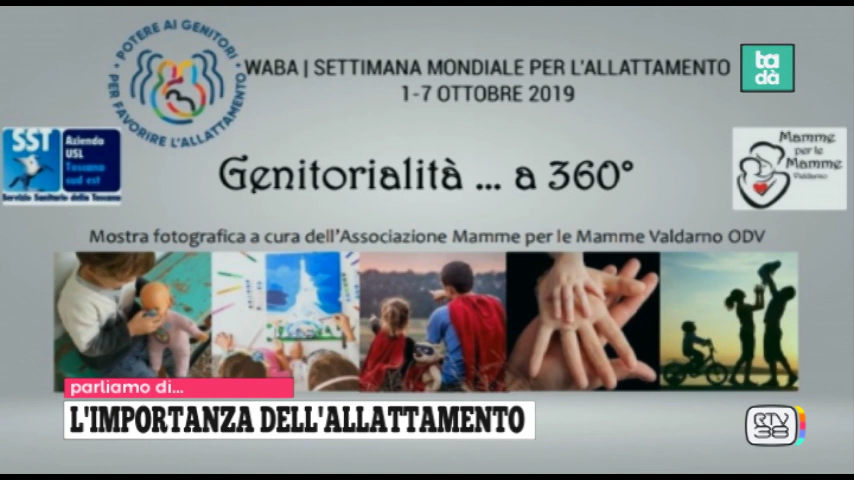 POTERE AI GENITORI
PER FAVORIRE L'ALLATTAMENTO
WABA | SETTIMANA MONDIALE PER L'ALLATTAMENTO
1-7 OTTOBRE 2019
ta
dà
SST
Azienda
USL
Toscana
sud est
Servizio Sanitario della Toscana
Genitorialità ... a 360°
Mamme
per le
Mamme
Valdarno
Mostra fotografica a cura dell'Associazione Mamme per le Mamme Valdarno ODV
parliamo di...
L'IMPORTANZA DELL'ALLATTAMENTO
RTV
38